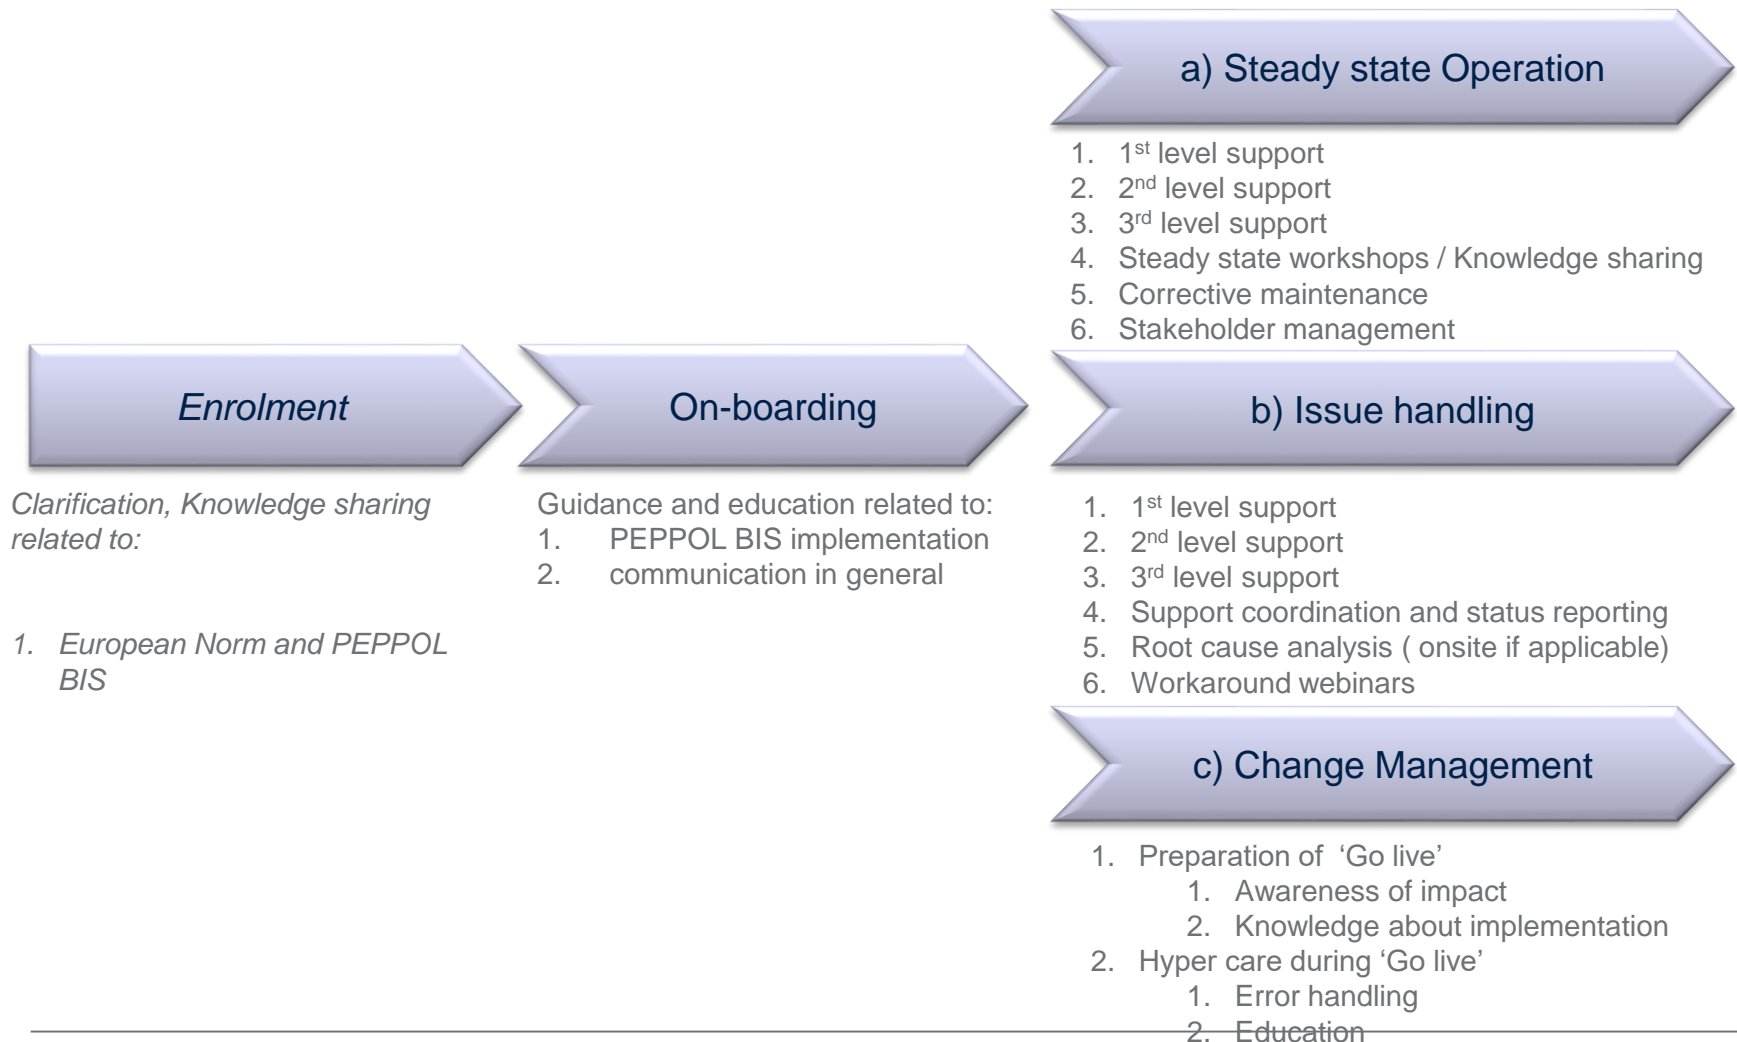 Enrolment
Clarification, Knowledge sharing
related to:
1. European Norm and PEPPOL
BIS
On-boarding
Guidance and education related to:
1. PEPPOL BIS implementation
2. communication in general
a) Steady state Operation
1. 1st level support
2. 2nd level support
3. 3rd level support
4. Steady state workshops / Knowledge sharing
5. Corrective maintenance
6. Stakeholder management
b) Issue handling
1. 1st level support
2. 2nd level support
3. 3rd level support
4. Support coordination and status reporting
5. Root cause analysis ( onsite if applicable)
6. Workaround webinars
c) Change Management
1. Preparation of ‘Go live’
1. Awareness of impact
2. Knowledge about implementation
2. Hyper care during ‘Go live’
1. Error handling
2. Education